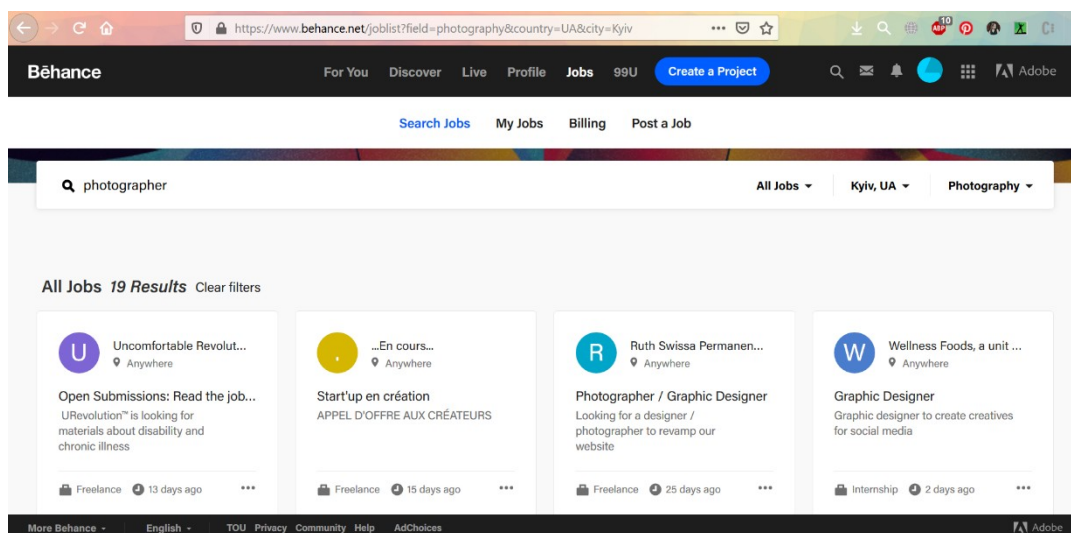 https://www.behance.net/joblist?field=photography&country=UA&city=Kyiv
10
ABP
Bēhance
For You Discover Live Profile Jobs 99U Create a Project
Adobe
Search Jobs My Jobs Billing Post a Job
photographer All Jobs Kyiv, UA Photography
All Jobs 19 Results Clear filters
U
Uncomfortable Revolut...
Anywhere
Open Submissions: Read the job...
URevolution™ is looking for
materials about disability and
chronic illness
Freelance 13 days ago
...En cours...
Anywhere
Start'up en création
APPEL D'OFFRE AUX CRÉATEURS
Freelance 15 days ago
R
Ruth Swissa Permanen...
Anywhere
Photographer / Graphic Designer
Looking for a designer /
photographer to revamp our
website
Freelance 25 days ago
W
Wellness Foods, a unit ...
Anywhere
Graphic Designer
Graphic designer to create creatives
for social media
Internship 2 days ago
More Behance English TOU Privacy Community Help AdChoices Adobe